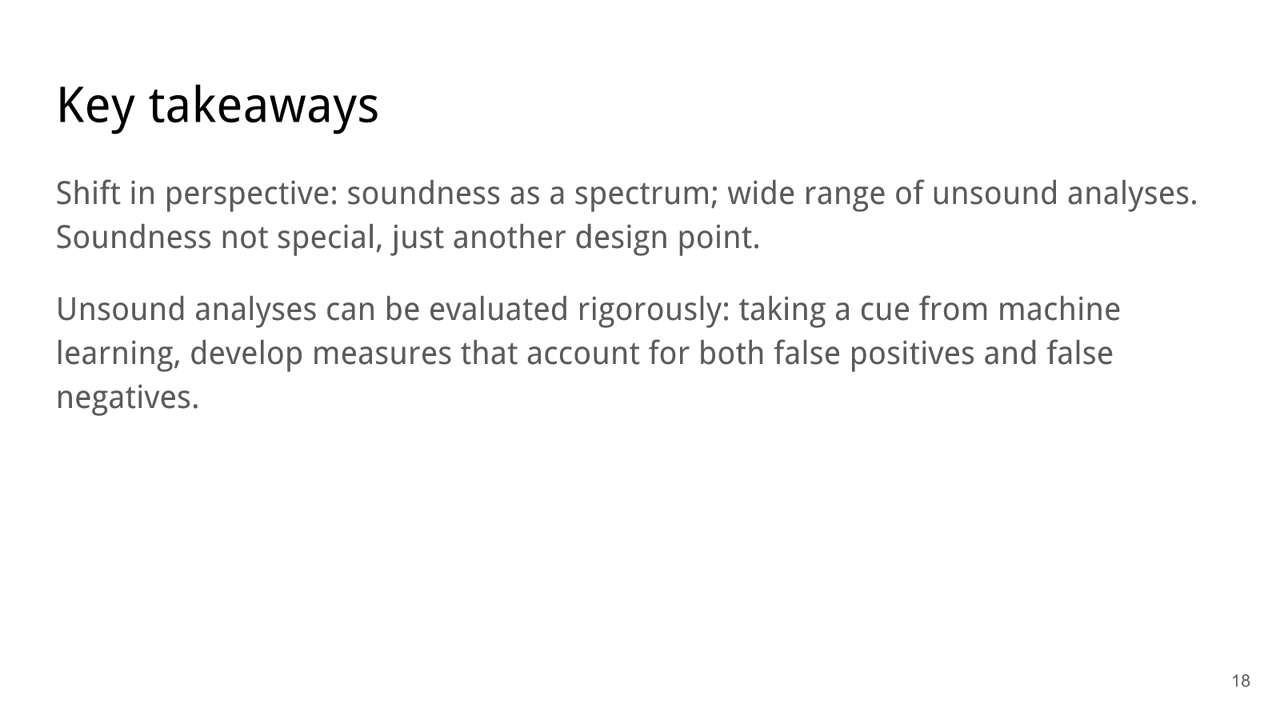 Key takeaways
Shift in perspective: soundness as a spectrum; wide range of unsound analyses.
Soundness not special, just another design point.
Unsound analyses can be evaluated rigorously: taking a cue from machine
learning, develop measures that account for both false positives and false
negatives.
18